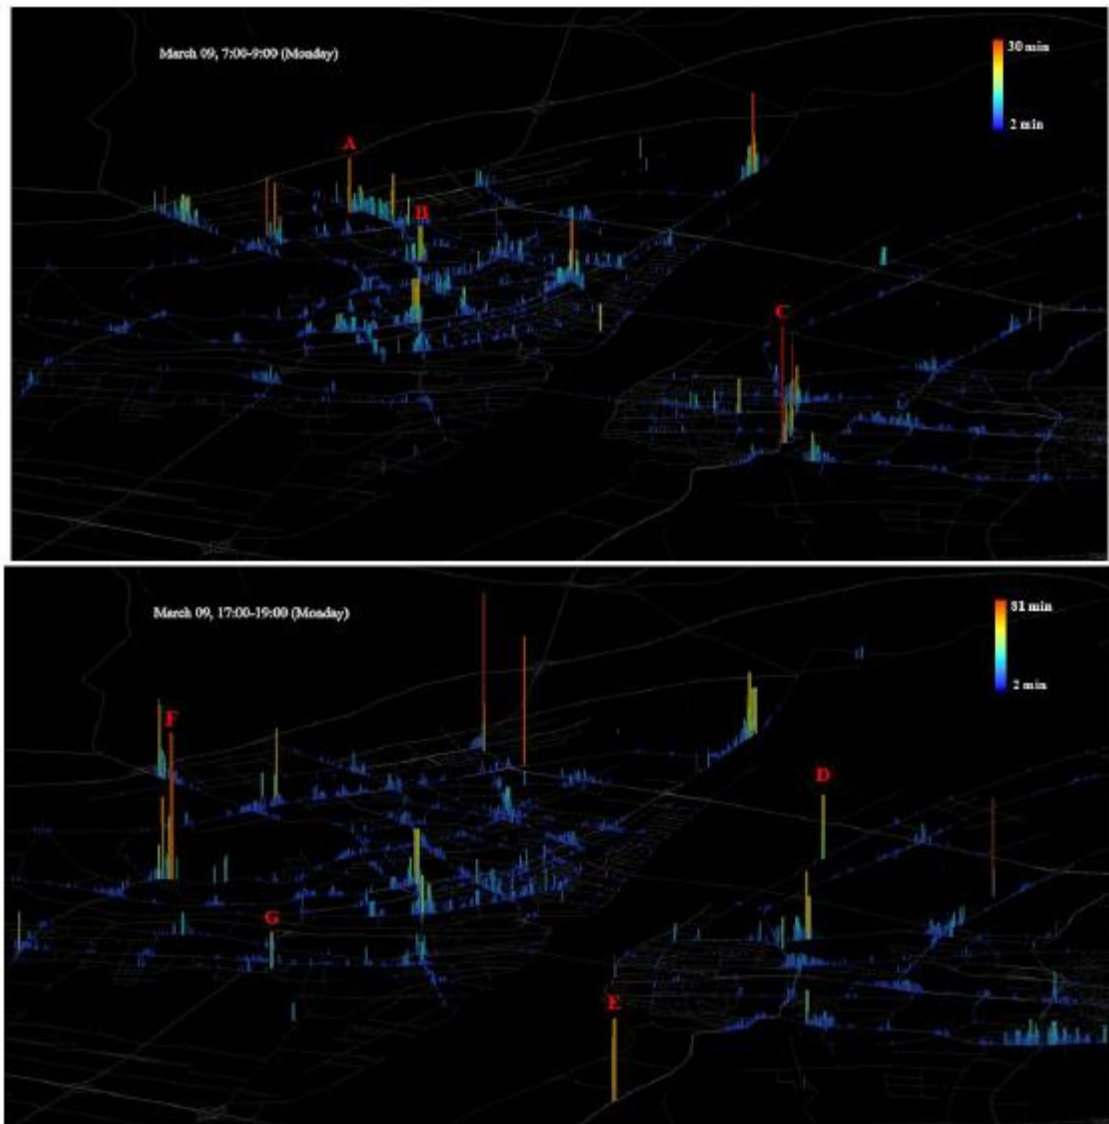 March 09, 7:00-9:00 (Monday)
30 min
2 min
A
B
C
March 09, 17:00-19:00 (Monday)
81 min
2 min
F
D
G
E